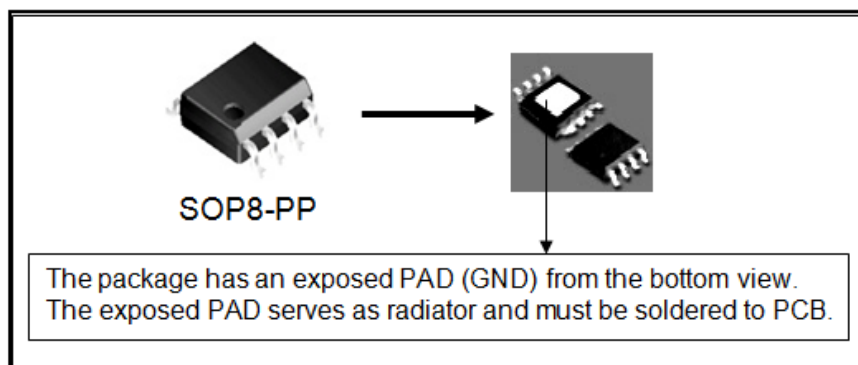 SOP8-PP
The package has an exposed PAD (GND) from the bottom view.
The exposed PAD serves as radiator and must be soldered to PCB.